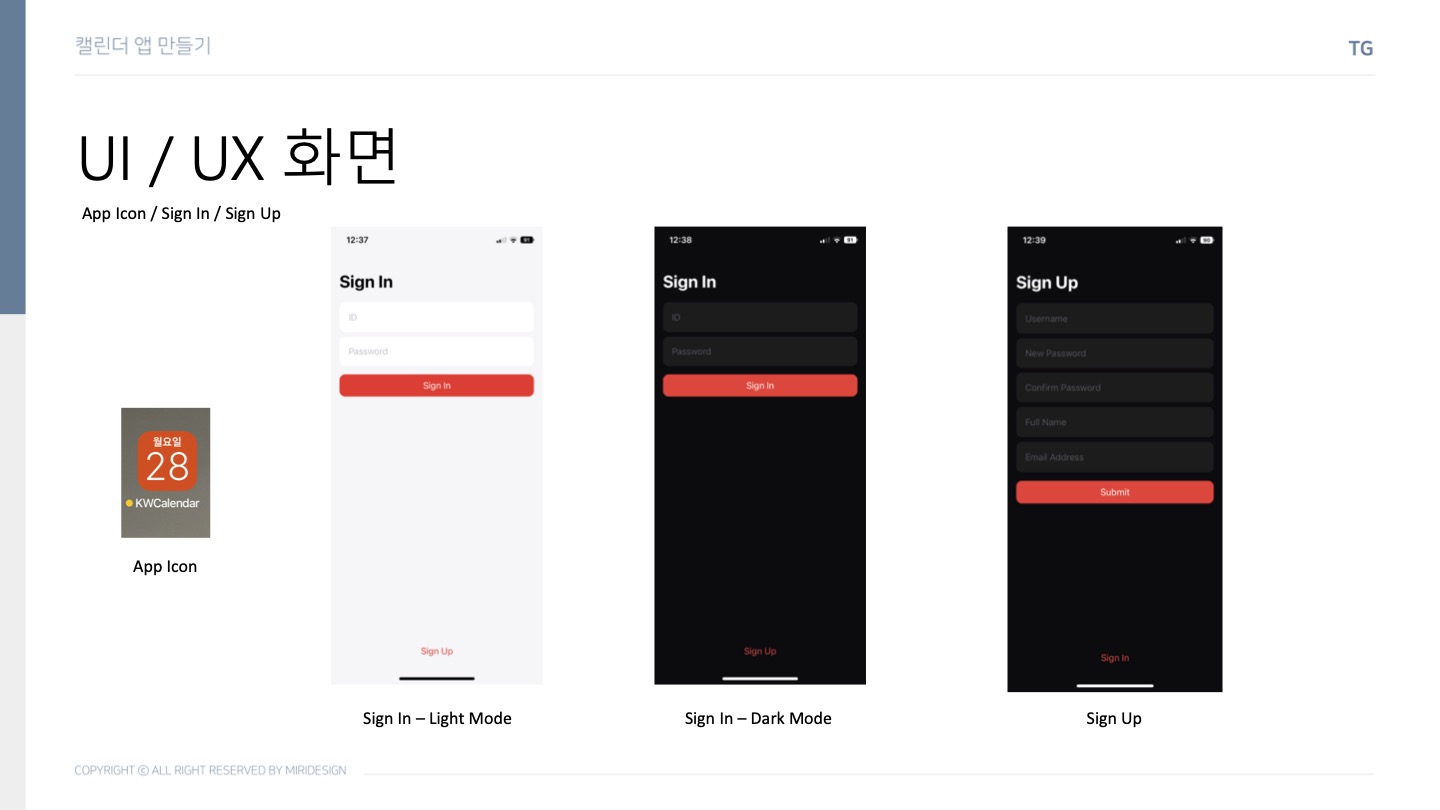 캘린더 앱 만들기
TG
UI / UX 화면
App Icon / Sign In / Sign Up
월요일
28
KWCalendar
App Icon
12:37
91
Sign In
ID
Password
Sign In
Sign Up
Sign In – Light Mode
12:38
91
Sign In
ID
Password
Sign In
Sign Up
Sign In – Dark Mode
12:39
90
Sign Up
Username
New Password
Confirm Password
Full Name
Email Address
Submit
Sign In
Sign Up
COPYRIGHT ⓒ ALL RIGHT RESERVED BY MIRIDESIGN